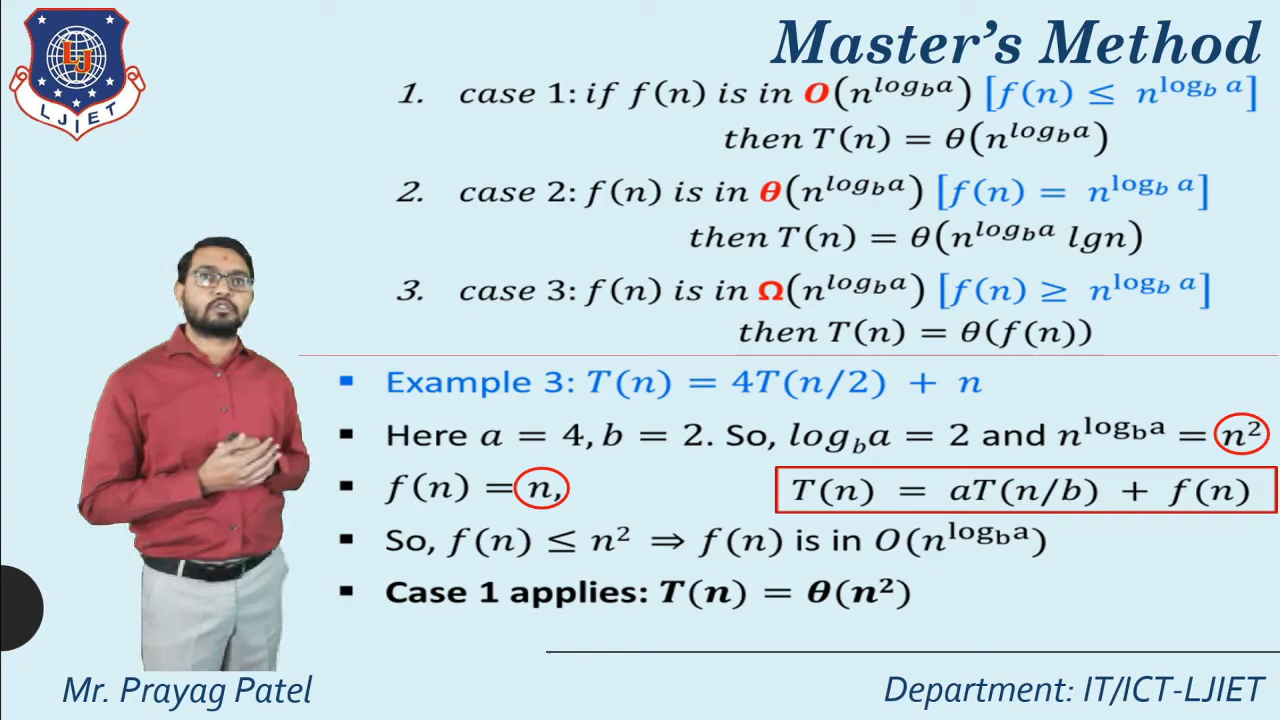 LJ
LJIET
Master's Method
1. case 1: if f(n) is in O(n^{log_b a}) [f(n) ≤ n^{log_b a}]
then T(n) = θ(n^{log_b a})
2. case 2: f(n) is in θ(n^{log_b a}) [f(n) = n^{log_b a}]
then T(n) = θ(n^{log_b a} lgn)
3. case 3: f(n) is in Ω(n^{log_b a}) [f(n) ≥ n^{log_b a}]
then T(n) = θ(f(n))
▪ Example 3: T(n) = 4T(n/2) + n
▪ Here a = 4, b = 2. So, log_b a = 2 and n^{log_b a} = n²
▪ f(n) = n,
T(n) = aT(n/b) + f(n)
▪ So, f(n) ≤ n² ⇒ f(n) is in O(n^{log_b a})
▪ Case 1 applies: T(n) = θ(n²)
Mr. Prayag Patel
Department: IT/ICT-LJIET